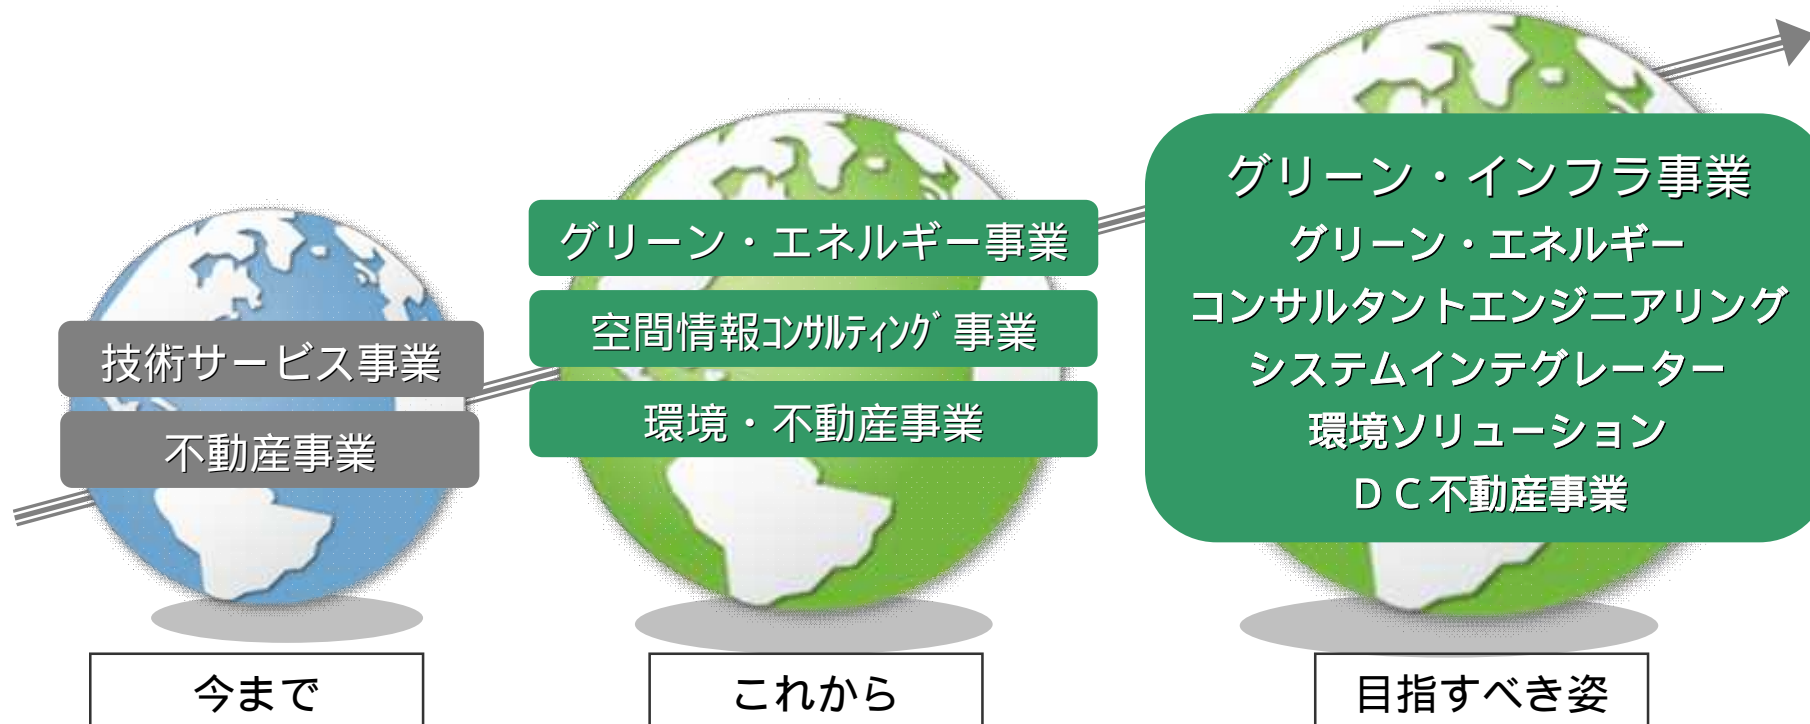 技術サービス事業
不動産事業
今まで
グリーン・エネルギー事業
空間情報ｺﾝｻﾙﾃｨﾝｸﾞ事業
環境・不動産事業
これから
グリーン・インフラ事業
グリーン・エネルギー
コンサルタントエンジニアリング
システムインテグレーター
環境ソリューション
ＤＣ不動産事業
目指すべき姿